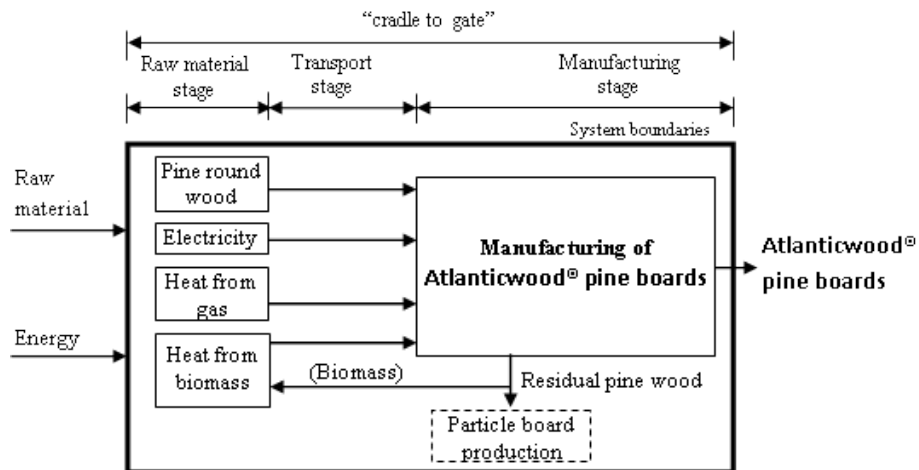 “cradle to gate”
Raw material
stage
Transport
stage
Manufacturing
stage
System boundaries
Raw
material
Energy
Pine round
wood
Electricity
Heat from
gas
Heat from
biomass
Manufacturing of
Atlanticwood® pine boards
Atlanticwood®
pine boards
(Biomass)
Residual pine wood
Particle board
production